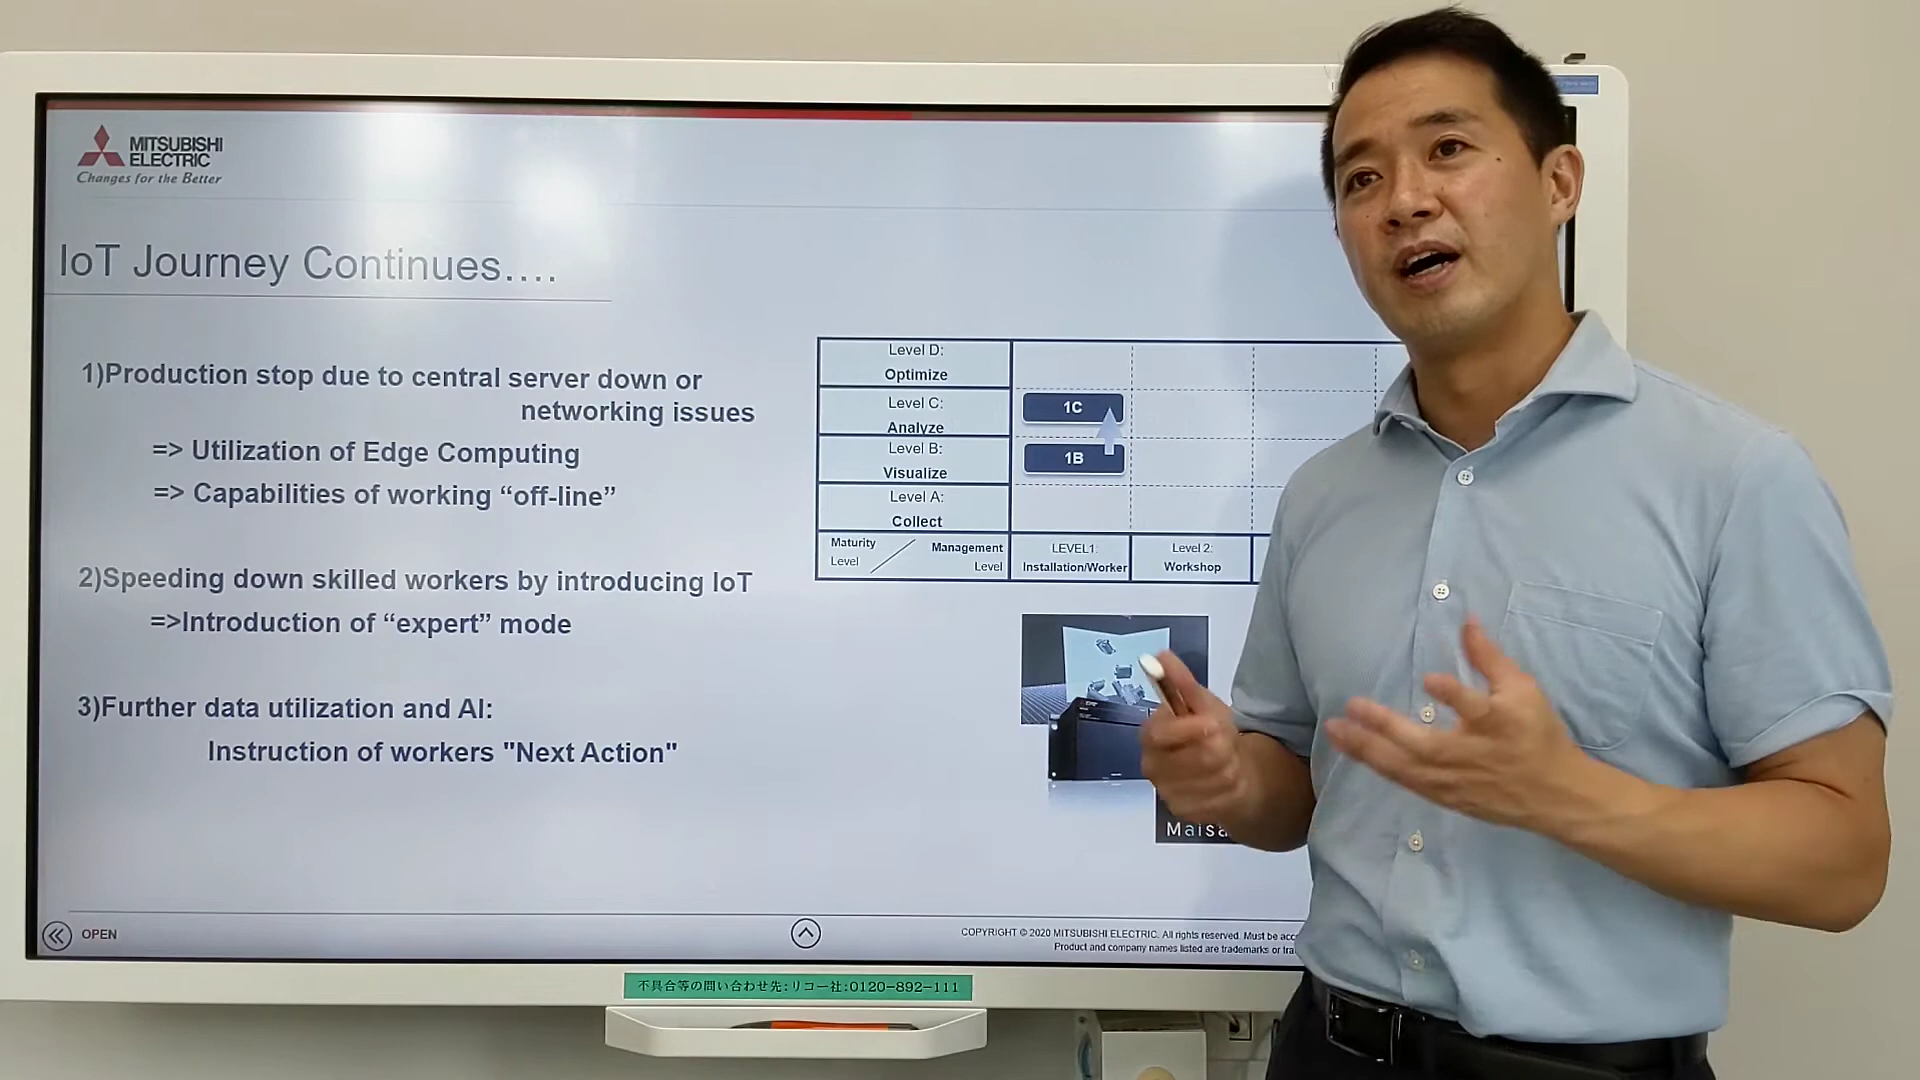 MITSUBISHI
ELECTRIC
Changes for the Better
IoT Journey Continues....
1)Production stop due to central server down or
networking issues
=> Utilization of Edge Computing
=> Capabilities of working “off-line”
2)Speeding down skilled workers by introducing IoT
=>Introduction of “expert” mode
3)Further data utilization and AI:
Instruction of workers "Next Action"
Level D:
Optimize
Level C:
Analyze
1C
Level B:
Visualize
1B
Level A:
Collect
Maturity
Level
Management
Level
LEVEL1:
Installation/Worker
Level 2:
Workshop
Maisa
OPEN
COPYRIGHT © 2020 MITSUBISHI ELECTRIC. All rights reserved. Must be acc
Product and company names listed are trademarks or tra
不具合等の問い合わせ先:リコー社:0120-892-111